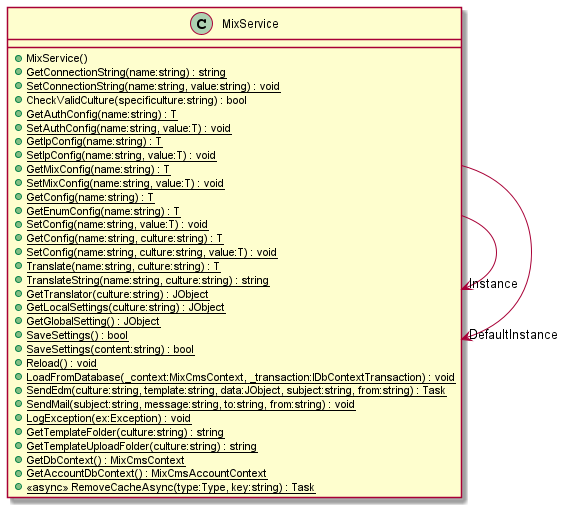 C MixService
MixService()
GetConnectionString(name:string) : string
SetConnectionString(name:string, value:string) : void
CheckValidCulture(specificulture:string) : bool
GetAuthConfig(name:string) : T
SetAuthConfig(name:string, value:T) : void
GetIpConfig(name:string) : T
SetIpConfig(name:string, value:T) : void
GetMixConfig(name:string) : T
SetMixConfig(name:string, value:T) : void
GetConfig(name:string) : T
GetEnumConfig(name:string) : T
SetConfig(name:string, value:T) : void
GetConfig(name:string, culture:string) : T
SetConfig(name:string, culture:string, value:T) : void
Translate(name:string, culture:string) : T
TranslateString(name:string, culture:string) : string
GetTranslator(culture:string) : JObject
GetLocalSettings(culture:string) : JObject
GetGlobalSetting() : JObject
SaveSettings() : bool
SaveSettings(content:string) : bool
Reload() : void
LoadFromDatabase(_context:MixCmsContext, _transaction:IDbContextTransaction) : void
SendEdm(culture:string, template:string, data:JObject, subject:string, from:string) : Task
SendMail(subject:string, message:string, to:string, from:string) : void
LogException(ex:Exception) : void
GetTemplateFolder(culture:string) : string
GetTemplateUploadFolder(culture:string) : string
GetDbContext() : MixCmsContext
GetAccountDbContext() : MixCmsAccountContext
«async» RemoveCacheAsync(type:Type, key:string) : Task
Instance
DefaultInstance